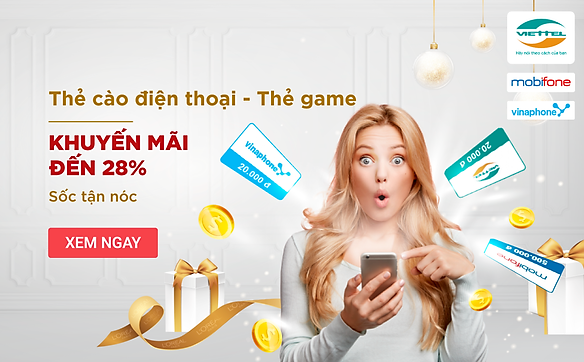 Thẻ cào điện thoại - Thẻ game
KHUYẾN MÃI
ĐẾN 28%
Sốc tận nóc
XEM NGAY
VIETTEL
Hãy nói theo cách của bạn
mobifone
vinaphone
vinaphone
20.000 đ
20.000 đ
VIETTEL
500.000 đ
mobifone